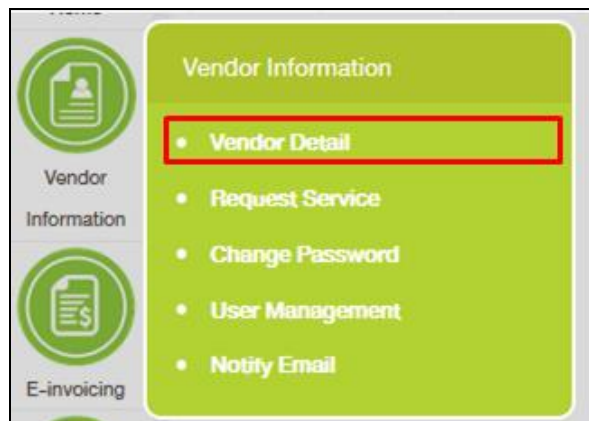 Vendor Information
Vendor Detail
Request Service
Change Password
User Management
Notify Email
Vendor
Information
E-invoicing